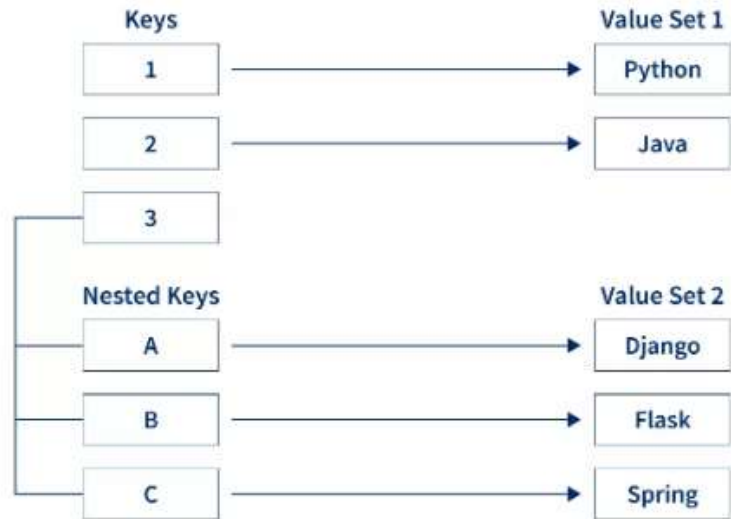 Keys Value Set 1
1 Python
2 Java
3
Nested Keys Value Set 2
A Django
B Flask
C Spring